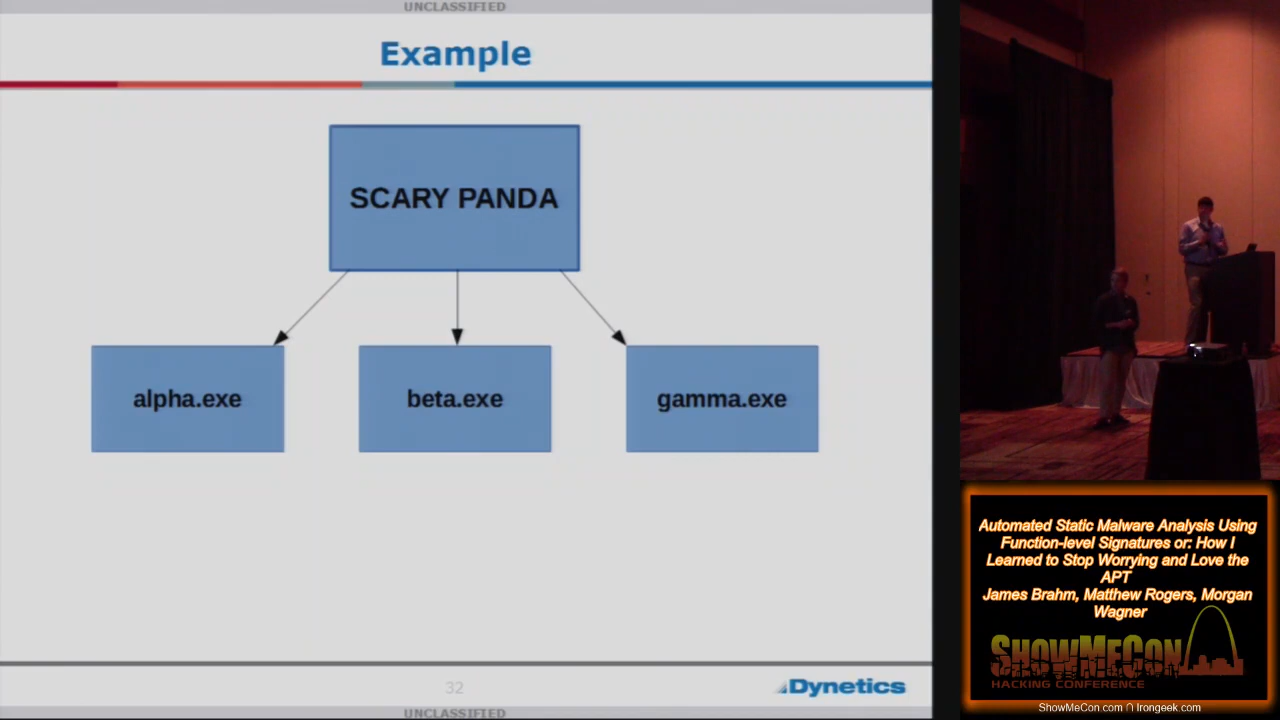 UNCLASSIFIED
Example
SCARY PANDA
alpha.exe
beta.exe
gamma.exe
32
Dynetics
UNCLASSIFIED
Automated Static Malware Analysis Using
Function-level Signatures or: How I
Learned to Stop Worrying and Love the
APT
James Brahm, Matthew Rogers, Morgan
Wagner
SHOWMECON
HACKING CONFERENCE
ShowMeCon.com ∩ Irongeek.com